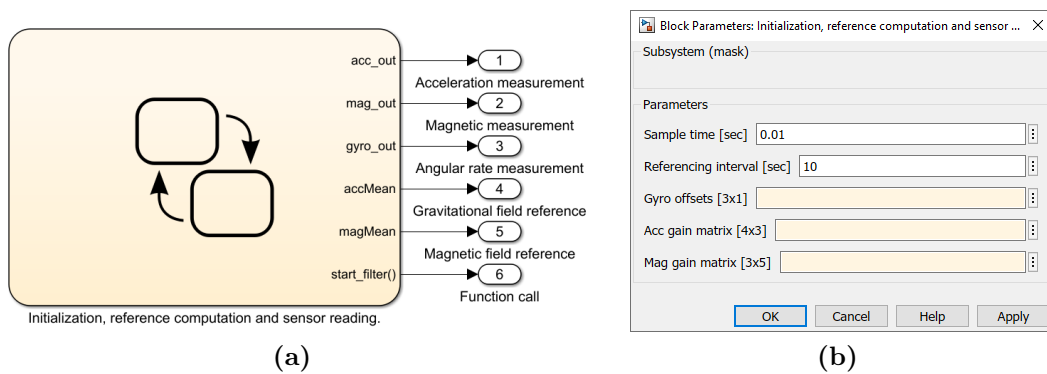 acc_out
1
Acceleration measurement
mag_out
2
Magnetic measurement
gyro_out
3
Angular rate measurement
accMean
4
Gravitational field reference
magMean
5
Magnetic field reference
start_filter()
6
Function call
Initialization, reference computation and sensor reading.
(a)
Block Parameters: Initialization, reference computation and sensor ...
Subsystem (mask)
Parameters
Sample time [sec] 0.01
Referencing interval [sec] 10
Gyro offsets [3x1]
Acc gain matrix [4x3]
Mag gain matrix [3x5]
OK Cancel Help Apply
(b)